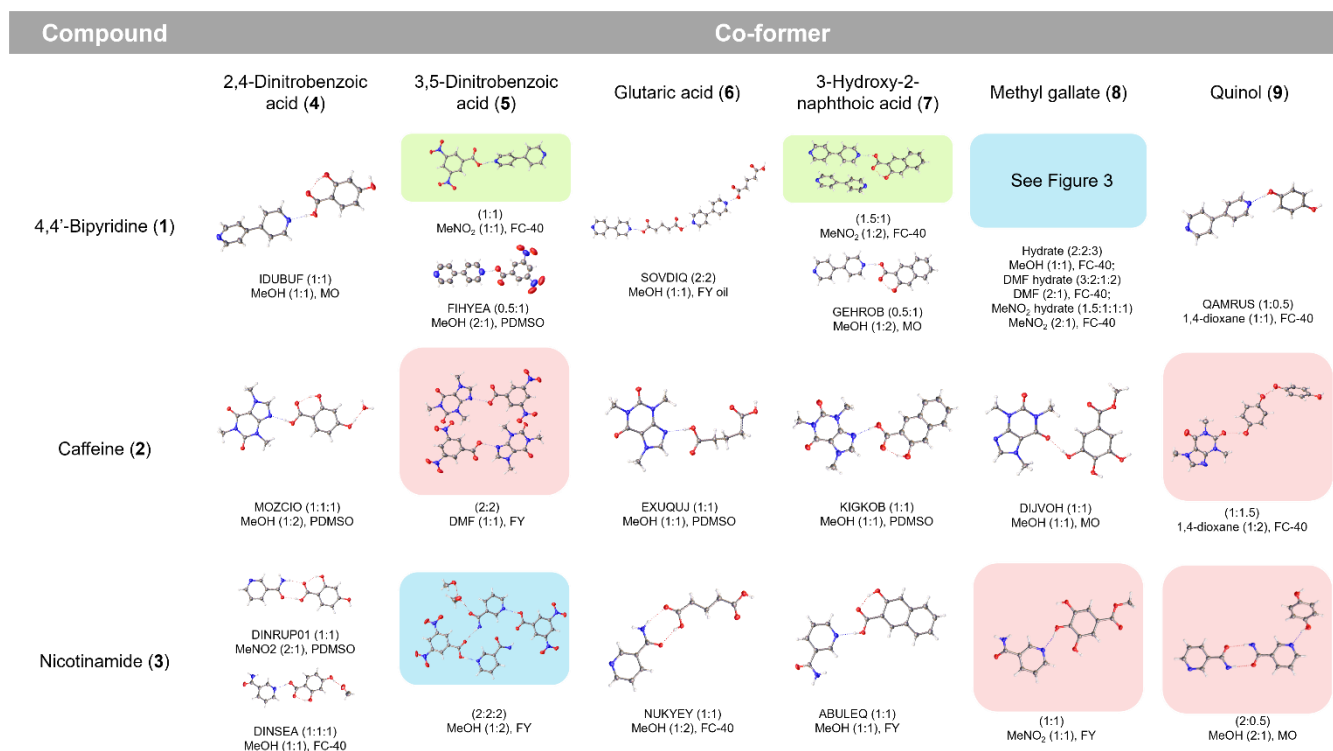 Compound
Co-former
2,4-Dinitrobenzoic
acid (4)
3,5-Dinitrobenzoic
acid (5)
Glutaric acid (6)
3-Hydroxy-2-
naphthoic acid (7)
Methyl gallate (8)
Quinol (9)
4,4'-Bipyridine (1)
IDUBUF (1:1)
MeOH (1:1), MO
(1:1)
MeNO₂ (1:1), FC-40
FIHYEA (0.5:1)
MeOH (2:1), PDMSO
SOVDIQ (2:2)
MeOH (1:1), FY oil
(1.5:1)
MeNO₂ (1:2), FC-40
GEHROB (0.5:1)
MeOH (1:2), MO
See Figure 3
Hydrate (2:2:3)
MeOH (1:1), FC-40;
DMF hydrate (3:2:1:2)
DMF (2:1), FC-40;
MeNO₂ hydrate (1.5:1:1:1)
MeNO₂ (2:1), FC-40
QAMRUS (1:0.5)
1,4-dioxane (1:1), FC-40
Caffeine (2)
MOZCIO (1:1:1)
MeOH (1:2), PDMSO
(2:2)
DMF (1:1), FY
EXUQUJ (1:1)
MeOH (1:1), PDMSO
KIGKOB (1:1)
MeOH (1:1), PDMSO
DIJVOH (1:1)
MeOH (1:1), MO
(1:1.5)
1,4-dioxane (1:2), FC-40
Nicotinamide (3)
DINRUP01 (1:1)
MeNO2 (2:1), PDMSO
DINSEA (1:1:1)
MeOH (1:1), FC-40
(2:2:2)
MeOH (1:2), FY
NUKYEY (1:1)
MeOH (1:2), FC-40
ABULEQ (1:1)
MeOH (1:1), FY
(1:1)
MeNO₂ (1:1), FY
(2:0.5)
MeOH (2:1), MO